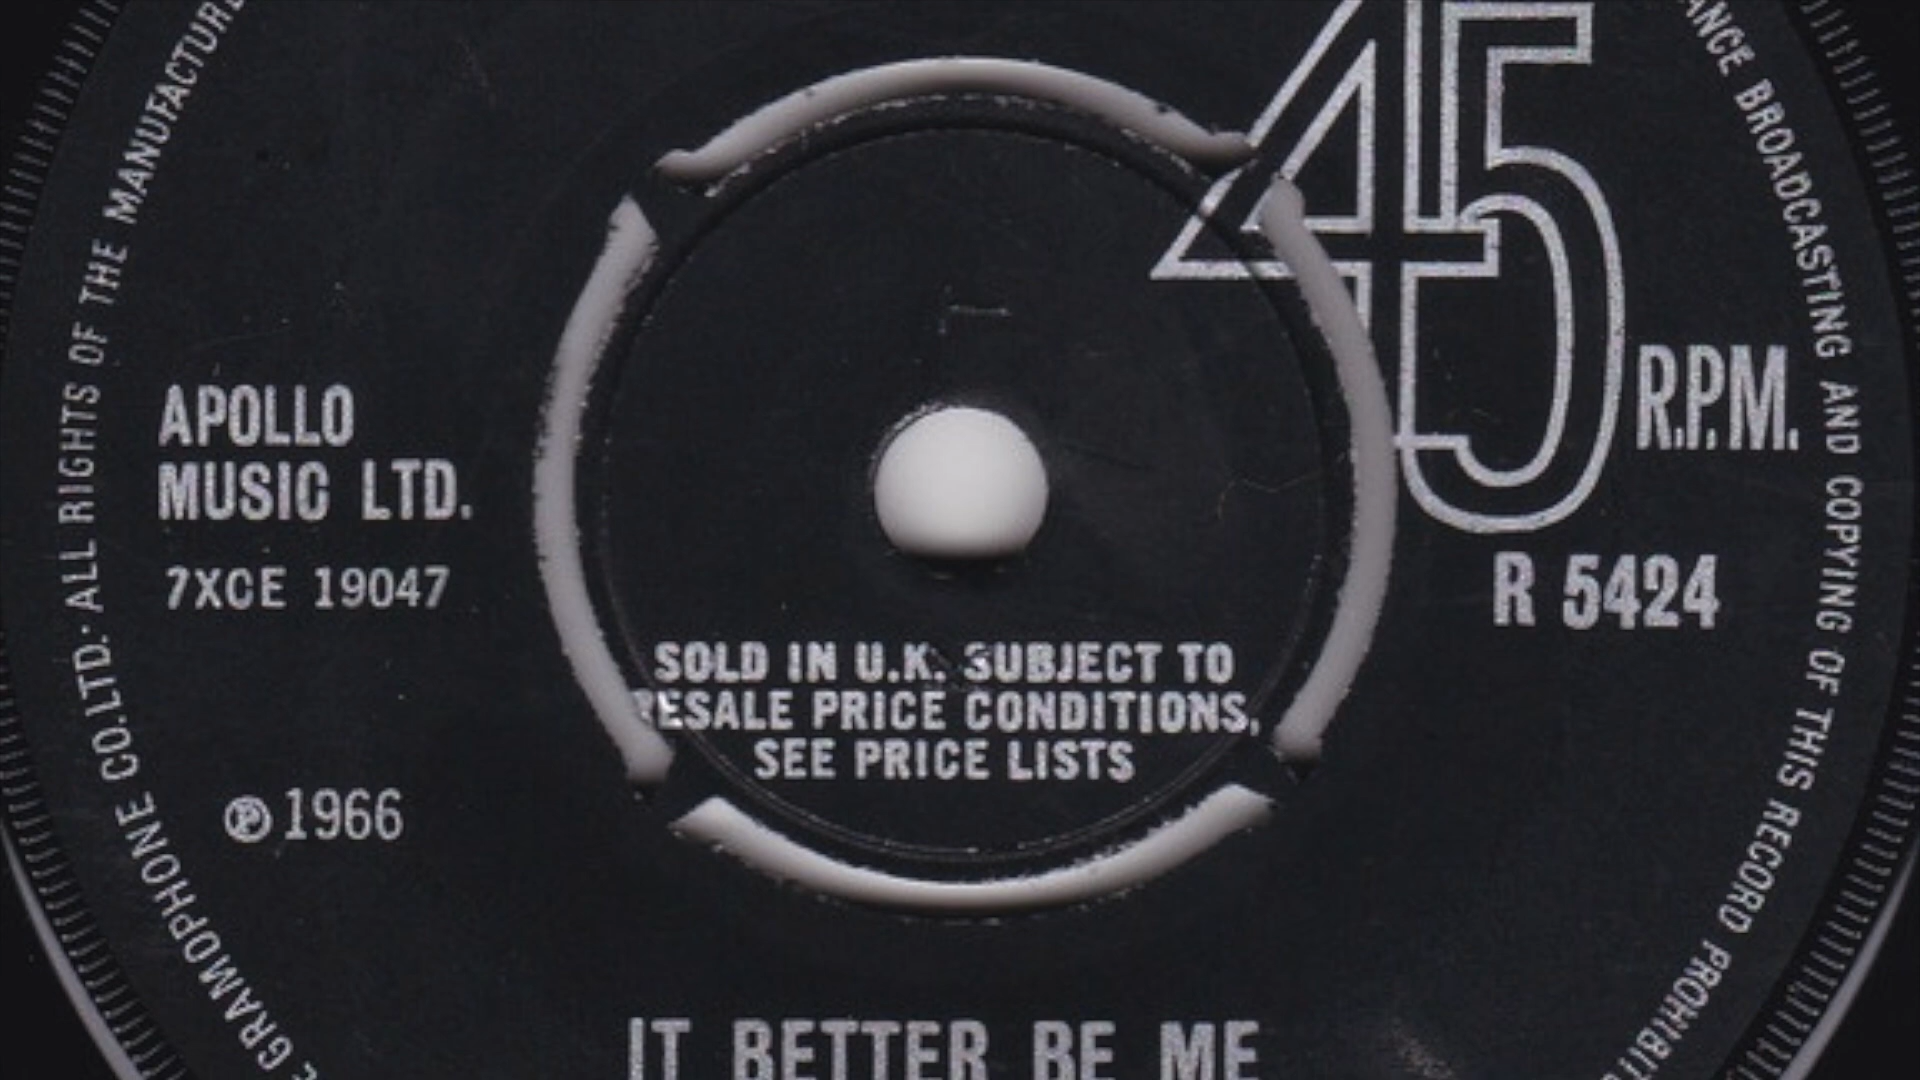 E GRAMOPHONE CO. LTD. · ALL RIGHTS OF THE MANUFACTURE
ANCE BROADCASTING AND COPYING OF THIS RECORD PROHIBIT
45
R.P.M.
APOLLO
MUSIC LTD.
7XCE 19047
R 5424
SOLD IN U.K. SUBJECT TO
RESALE PRICE CONDITIONS,
SEE PRICE LISTS
℗ 1966
IT BETTER BE ME